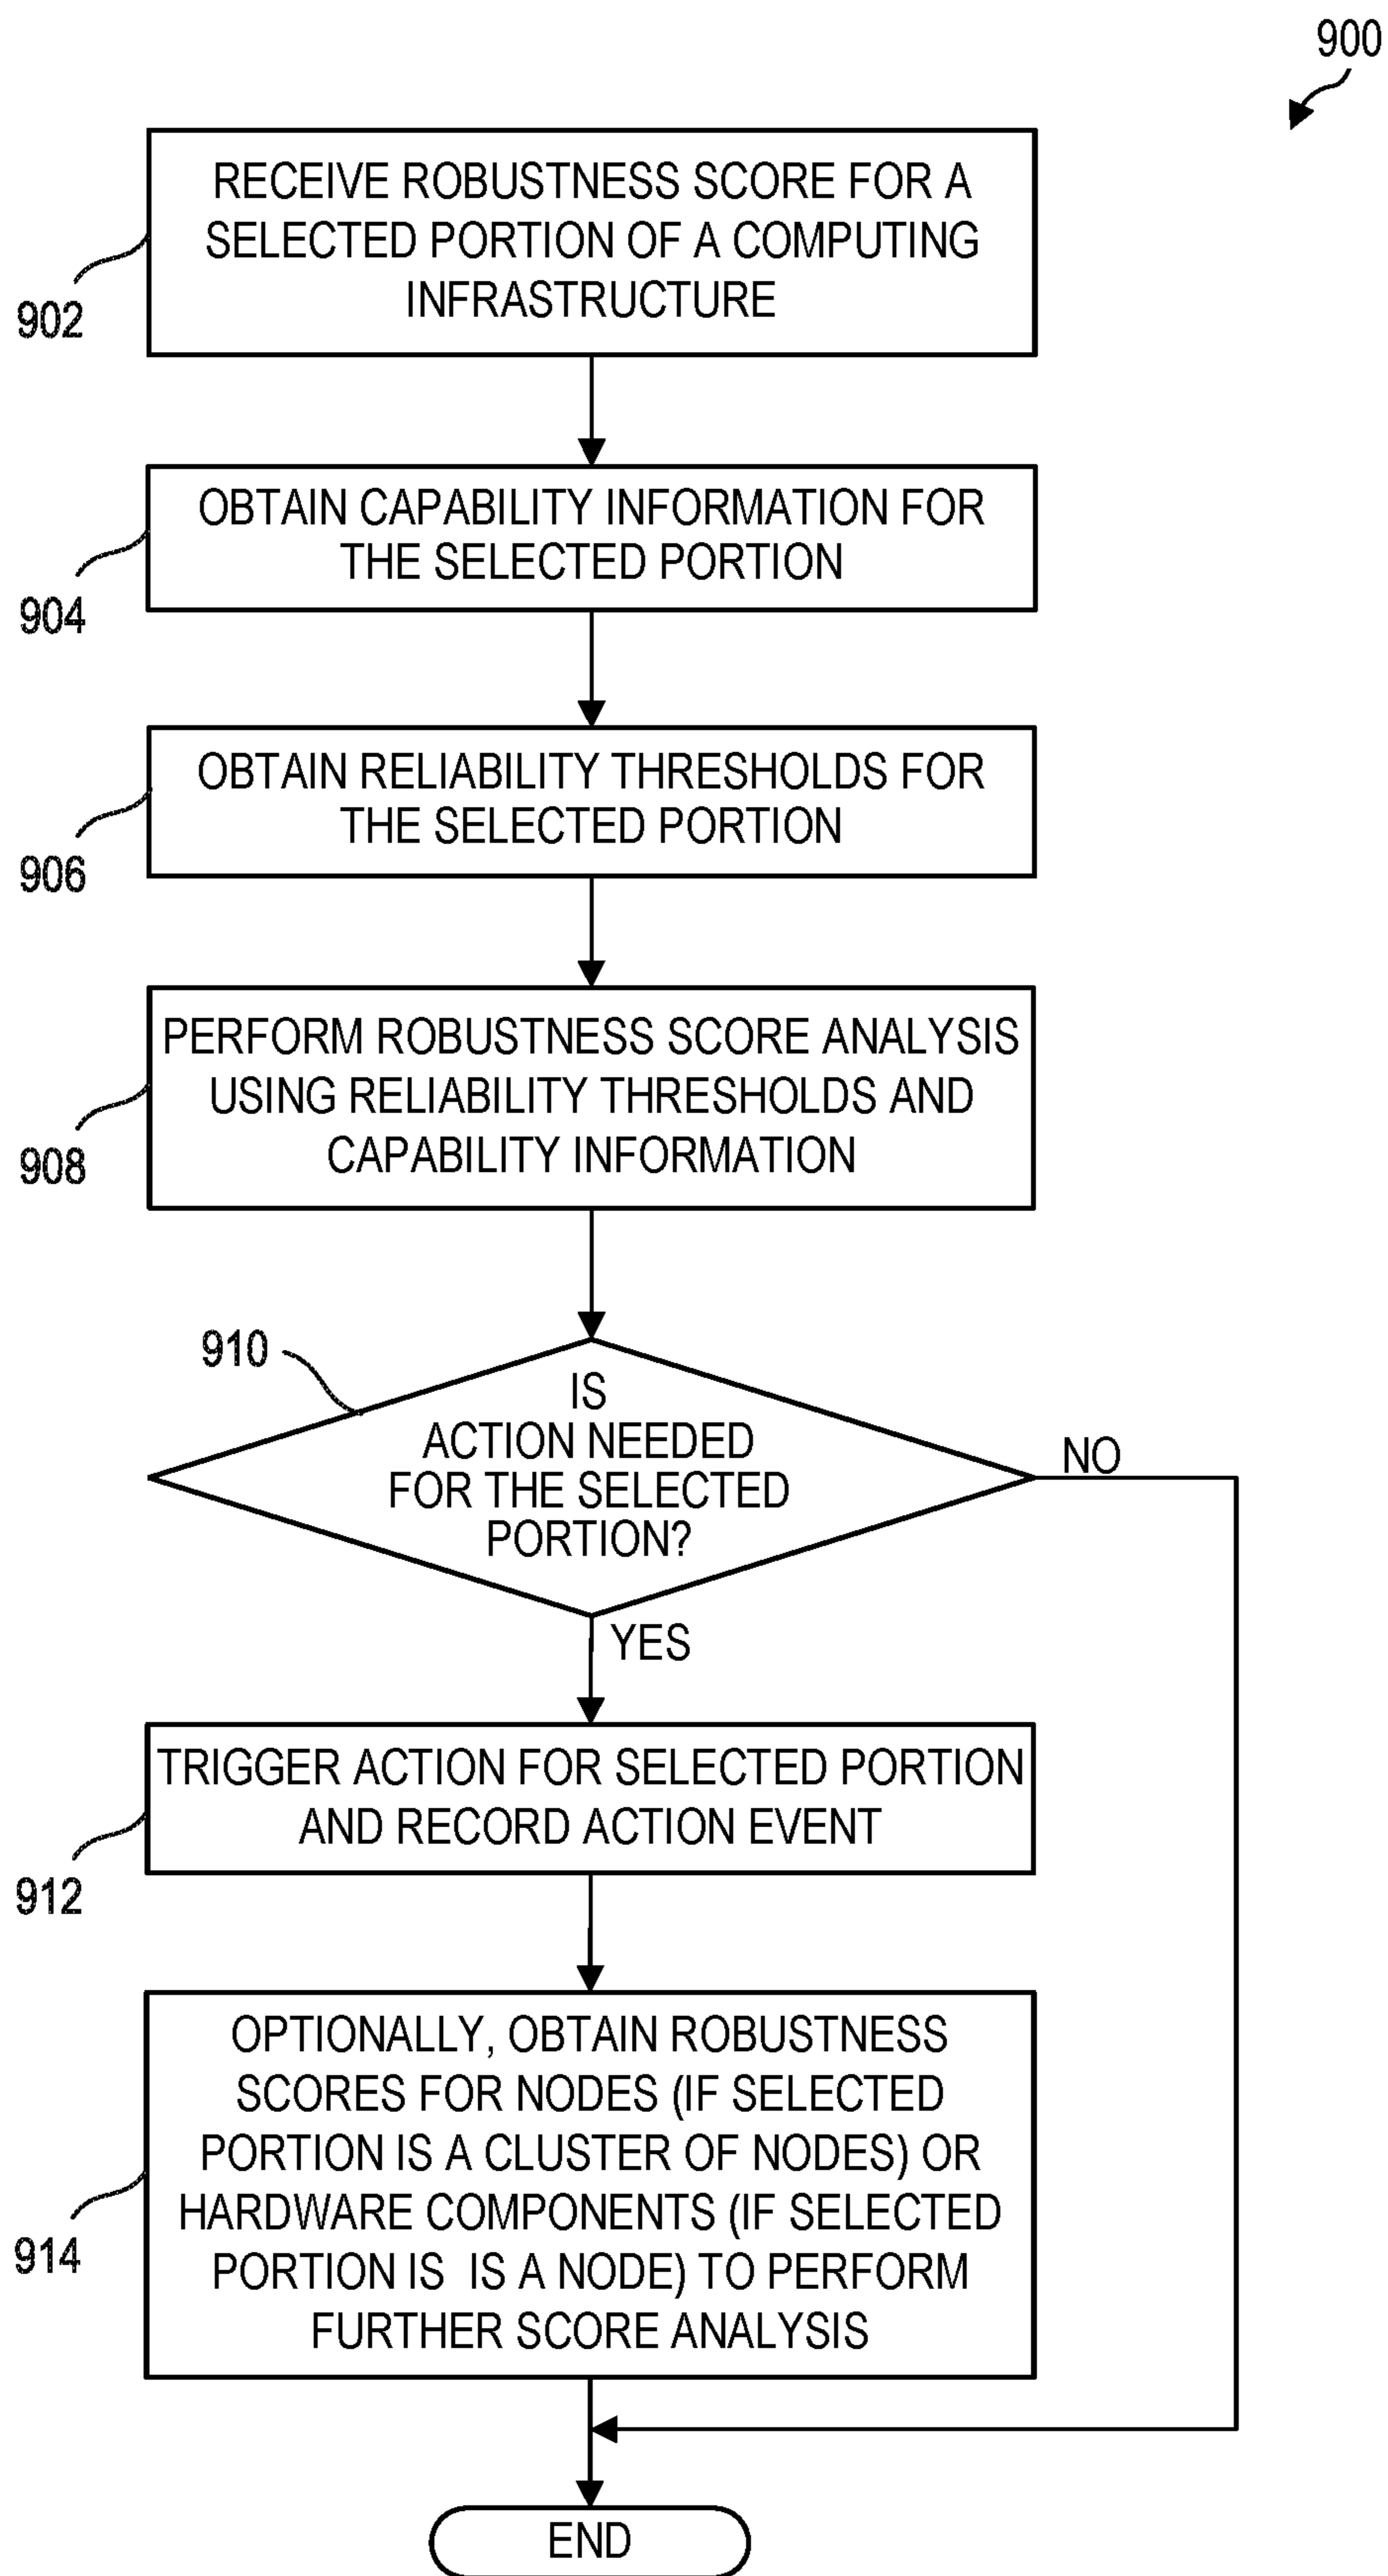 900
RECEIVE ROBUSTNESS SCORE FOR A
SELECTED PORTION OF A COMPUTING
INFRASTRUCTURE
902
OBTAIN CAPABILITY INFORMATION FOR
THE SELECTED PORTION
904
OBTAIN RELIABILITY THRESHOLDS FOR
THE SELECTED PORTION
906
PERFORM ROBUSTNESS SCORE ANALYSIS
USING RELIABILITY THRESHOLDS AND
CAPABILITY INFORMATION
908
910
IS
ACTION NEEDED
FOR THE SELECTED
PORTION?
NO
YES
TRIGGER ACTION FOR SELECTED PORTION
AND RECORD ACTION EVENT
912
OPTIONALLY, OBTAIN ROBUSTNESS
SCORES FOR NODES (IF SELECTED
PORTION IS A CLUSTER OF NODES) OR
HARDWARE COMPONENTS (IF SELECTED
PORTION IS IS A NODE) TO PERFORM
FURTHER SCORE ANALYSIS
914
END